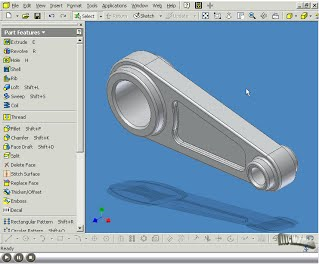 File Edit View Insert Format Tools Applications Window Web Help
Select Return Sketch Update
Part Features
Extrude E
Revolve R
Hole H
Shell
Rib
Loft Shift+L
Sweep Shift+S
Coil
Thread
Fillet Shift+F
Chamfer Shift+K
Face Draft Shift+D
Split
Delete Face
Stitch Surface
Replace Face
Thicken/Offset
Emboss
Decal
Rectangular Pattern Shift+R
Circular Pattern Shift+O
Ready